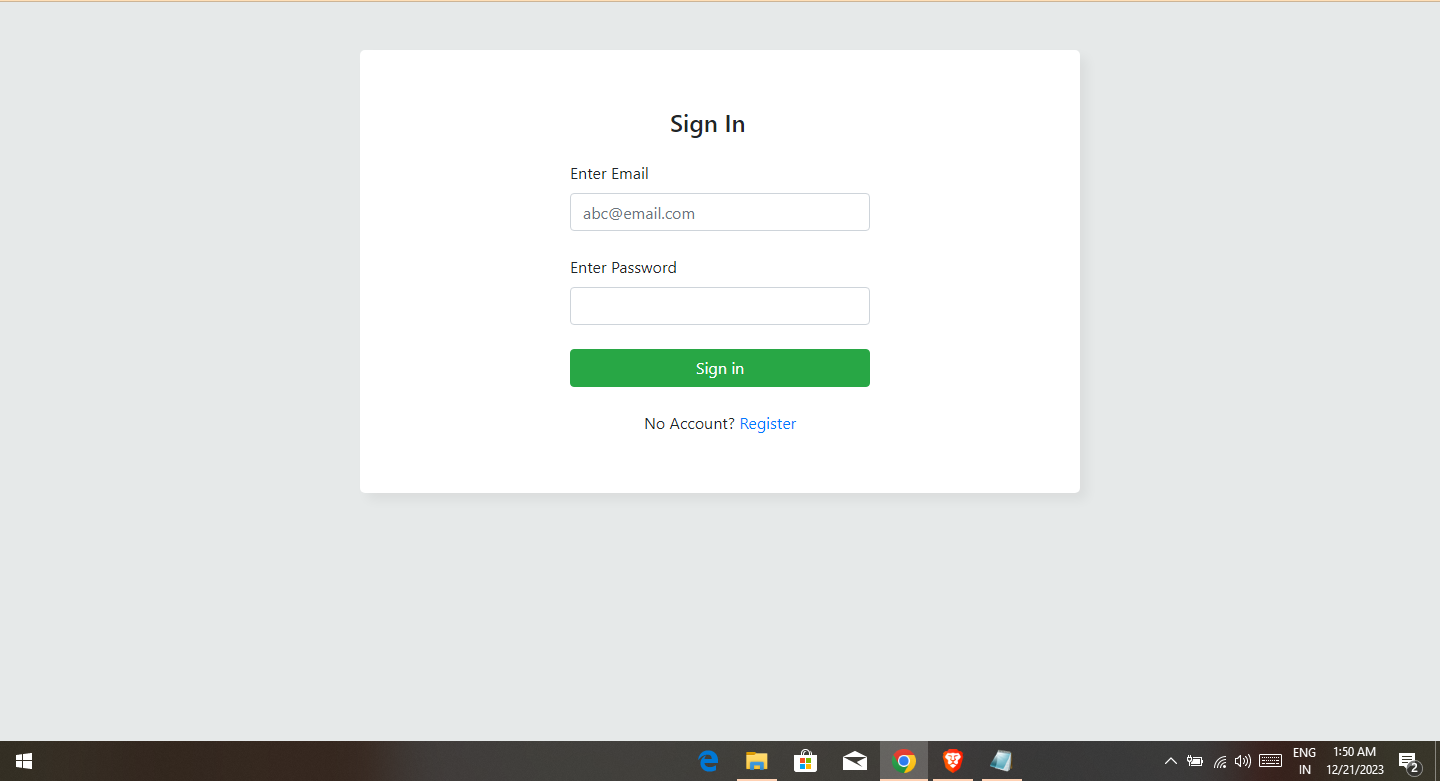 Sign In
Enter Email
abc@email.com
Enter Password
Sign in
No Account? Register
ENG
IN
1:50 AM
12/21/2023
2